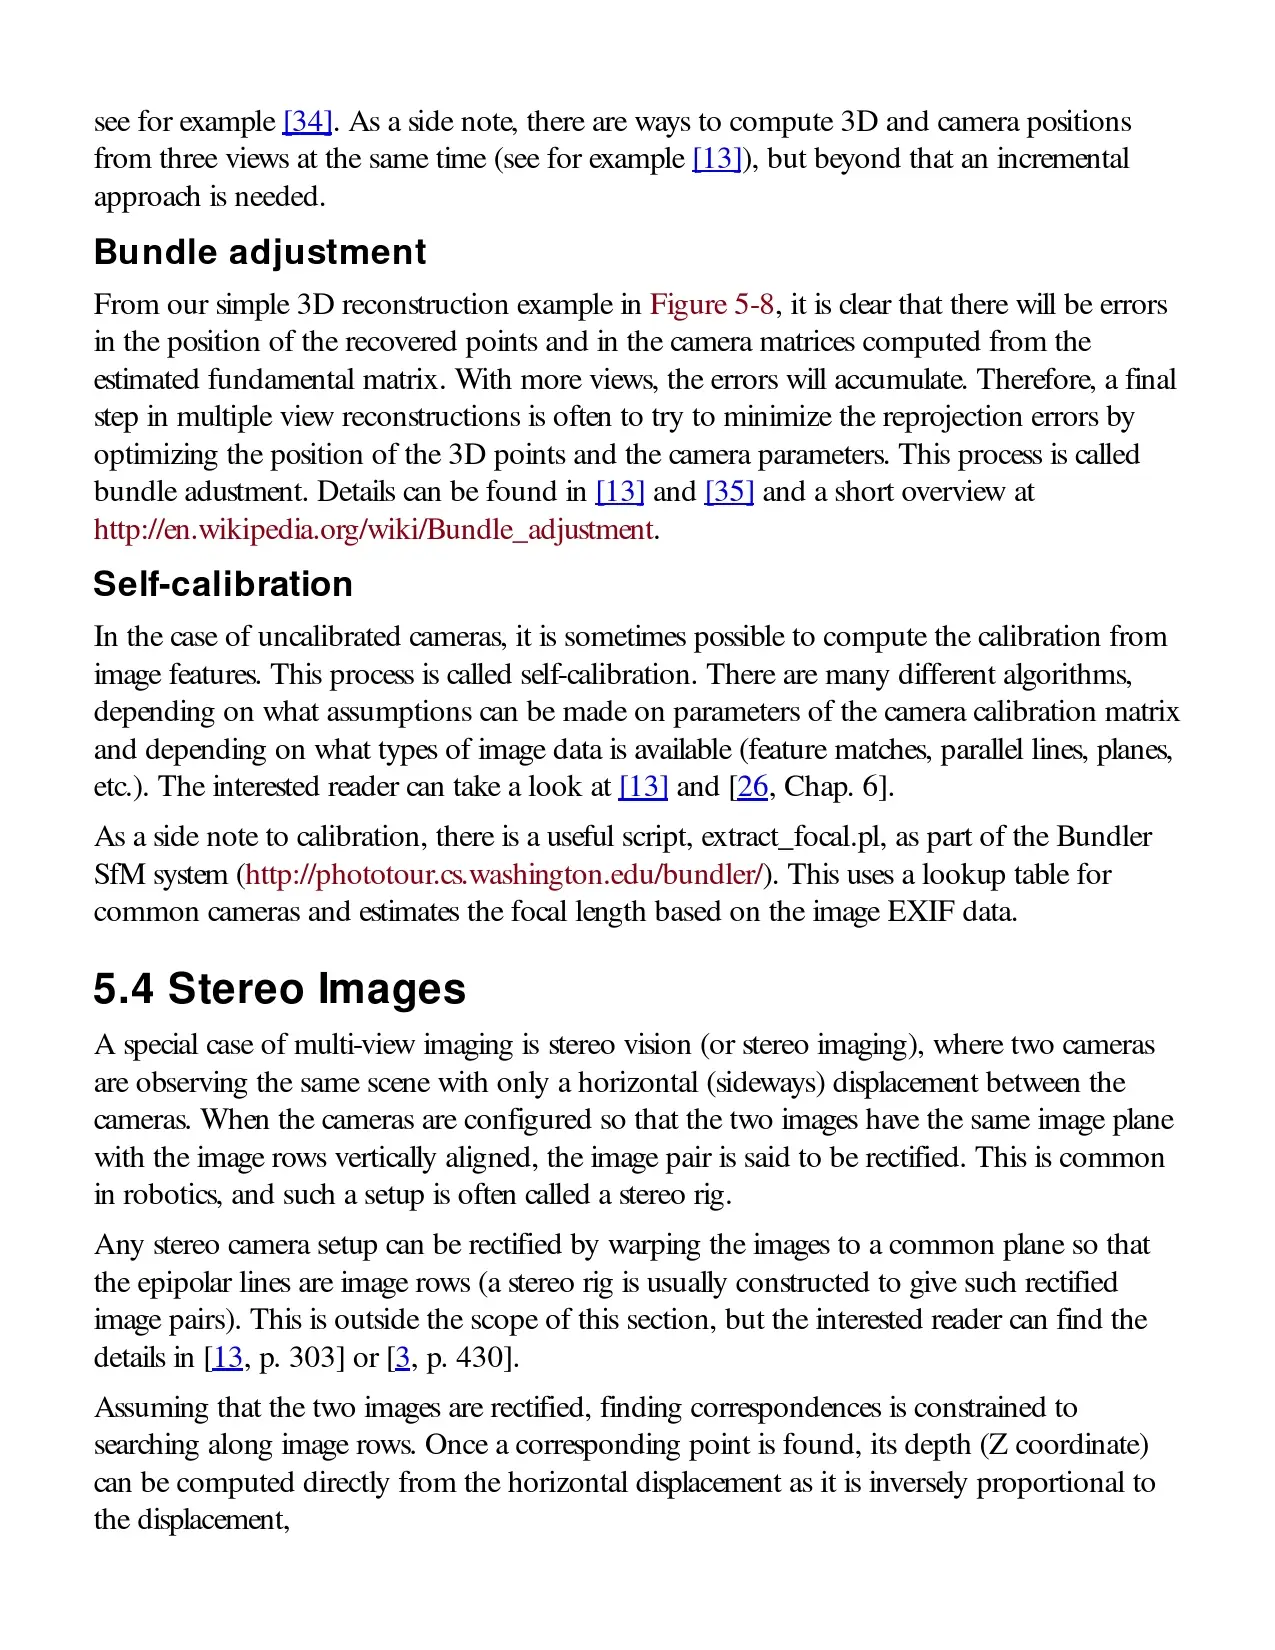 see for example [34]. As a side note, there are ways to compute 3D and camera positions
from three views at the same time (see for example [13]), but beyond that an incremental
approach is needed.
Bundle adjustment
From our simple 3D reconstruction example in Figure 5-8, it is clear that there will be errors
in the position of the recovered points and in the camera matrices computed from the
estimated fundamental matrix. With more views, the errors will accumulate. Therefore, a final
step in multiple view reconstructions is often to try to minimize the reprojection errors by
optimizing the position of the 3D points and the camera parameters. This process is called
bundle adustment. Details can be found in [13] and [35] and a short overview at
http://en.wikipedia.org/wiki/Bundle_adjustment.
Self-calibration
In the case of uncalibrated cameras, it is sometimes possible to compute the calibration from
image features. This process is called self-calibration. There are many different algorithms,
depending on what assumptions can be made on parameters of the camera calibration matrix
and depending on what types of image data is available (feature matches, parallel lines, planes,
etc.). The interested reader can take a look at [13] and [26, Chap. 6].
As a side note to calibration, there is a useful script, extract_focal.pl, as part of the Bundler
SfM system (http://phototour.cs.washington.edu/bundler/). This uses a lookup table for
common cameras and estimates the focal length based on the image EXIF data.
5.4 Stereo Images
A special case of multi-view imaging is stereo vision (or stereo imaging), where two cameras
are observing the same scene with only a horizontal (sideways) displacement between the
cameras. When the cameras are configured so that the two images have the same image plane
with the image rows vertically aligned, the image pair is said to be rectified. This is common
in robotics, and such a setup is often called a stereo rig.
Any stereo camera setup can be rectified by warping the images to a common plane so that
the epipolar lines are image rows (a stereo rig is usually constructed to give such rectified
image pairs). This is outside the scope of this section, but the interested reader can find the
details in [13, p. 303] or [3, p. 430].
Assuming that the two images are rectified, finding correspondences is constrained to
searching along image rows. Once a corresponding point is found, its depth (Z coordinate)
can be computed directly from the horizontal displacement as it is inversely proportional to
the displacement,